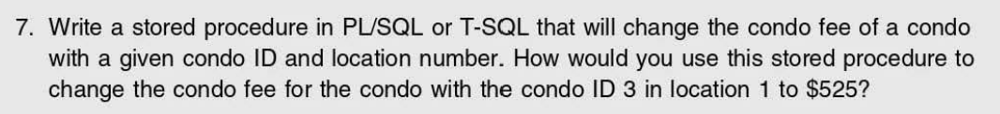 7. Write a stored procedure in PL/SQL or T-SQL that will change the condo fee of a condo
with a given condo ID and location number. How would you use this stored procedure to
change the condo fee for the condo with the condo ID 3 in location 1 to $525?